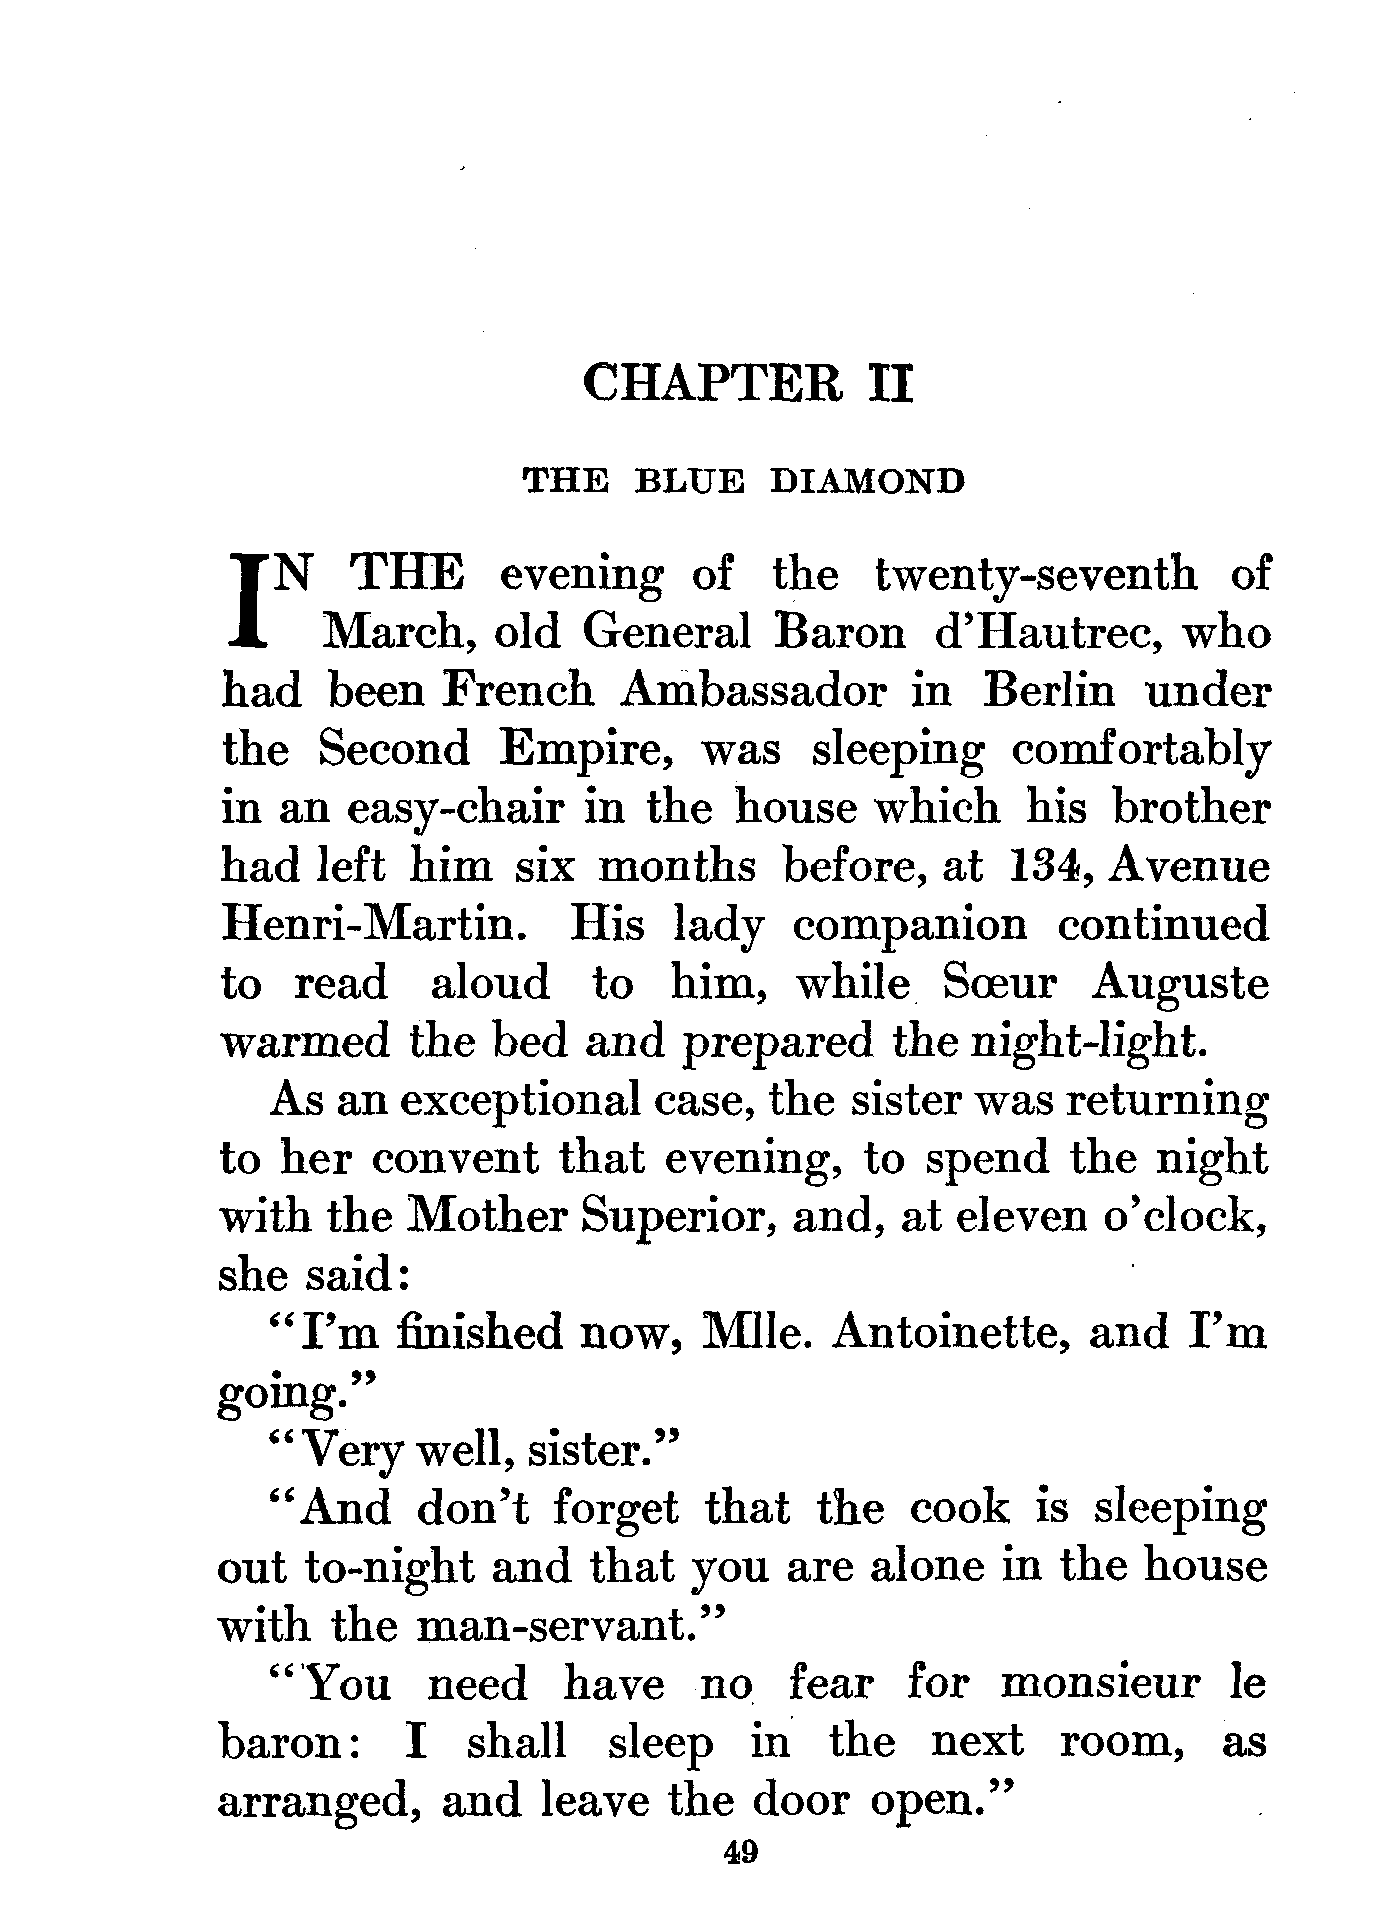 CHAPTER II
THE BLUE DIAMOND
IN THE evening of the twenty-seventh of
March, old General Baron d'Hautrec, who
had been French Ambassador in Berlin under
the Second Empire, was sleeping comfortably
in an easy-chair in the house which his brother
had left him six months before, at 134, Avenue
Henri-Martin. His lady companion continued
to read aloud to him, while Sœur Auguste
warmed the bed and prepared the night-light.
As an exceptional case, the sister was returning
to her convent that evening, to spend the night
with the Mother Superior, and, at eleven o'clock,
she said:
"I'm finished now, Mlle. Antoinette, and I'm
going."
"Very well, sister."
"And don't forget that the cook is sleeping
out to-night and that you are alone in the house
with the man-servant."
"You need have no fear for monsieur le
baron: I shall sleep in the next room, as
arranged, and leave the door open."
49